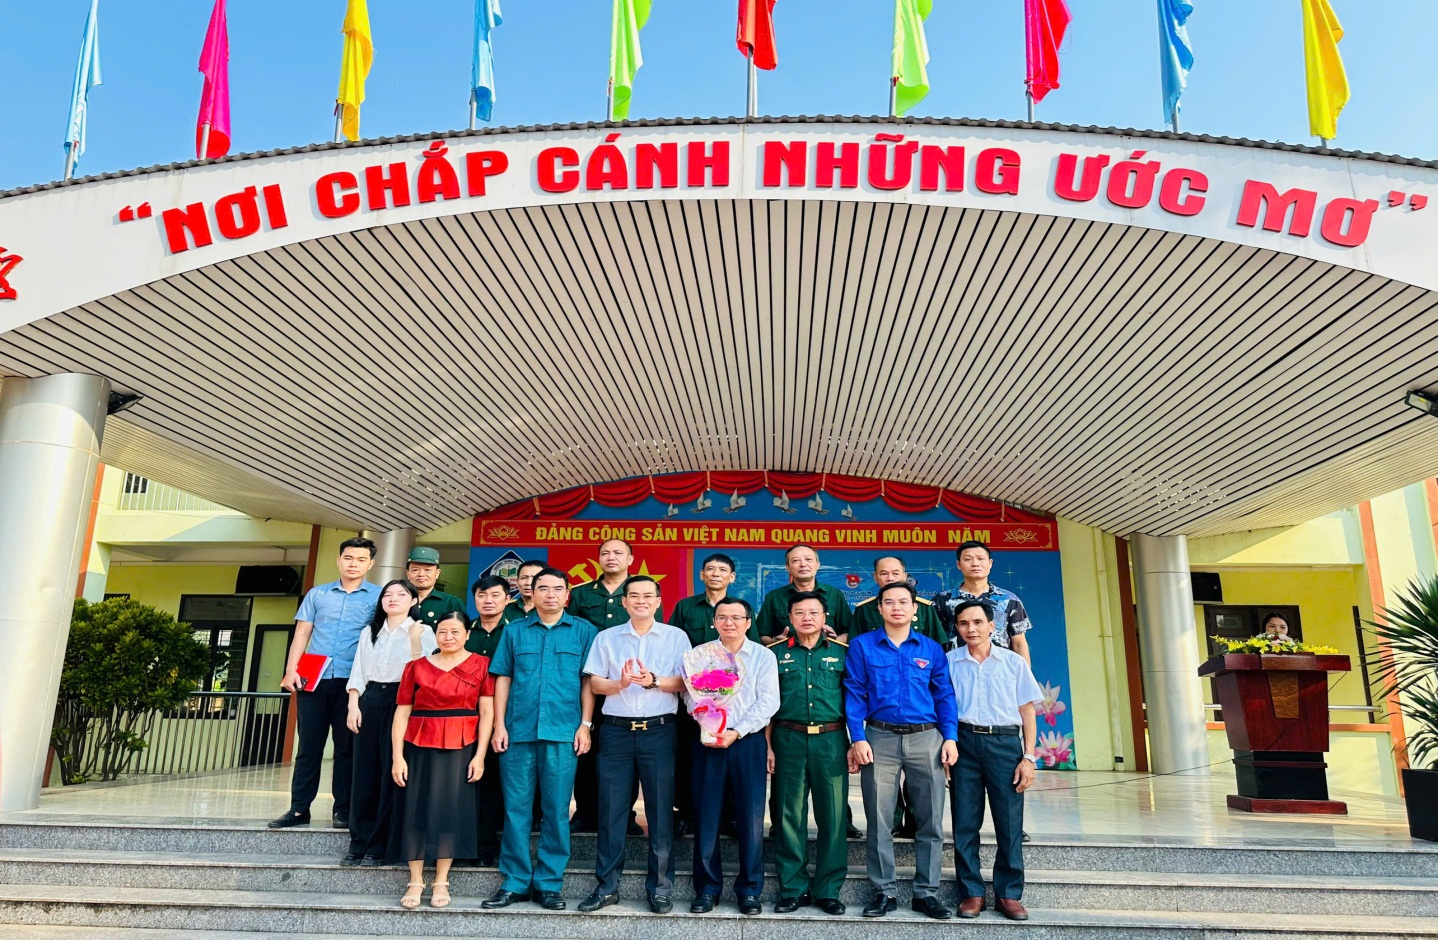 “NƠI CHẮP CÁNH NHỮNG ƯỚC MƠ”
ĐẢNG CỘNG SẢN VIỆT NAM QUANG VINH MUÔN NĂM